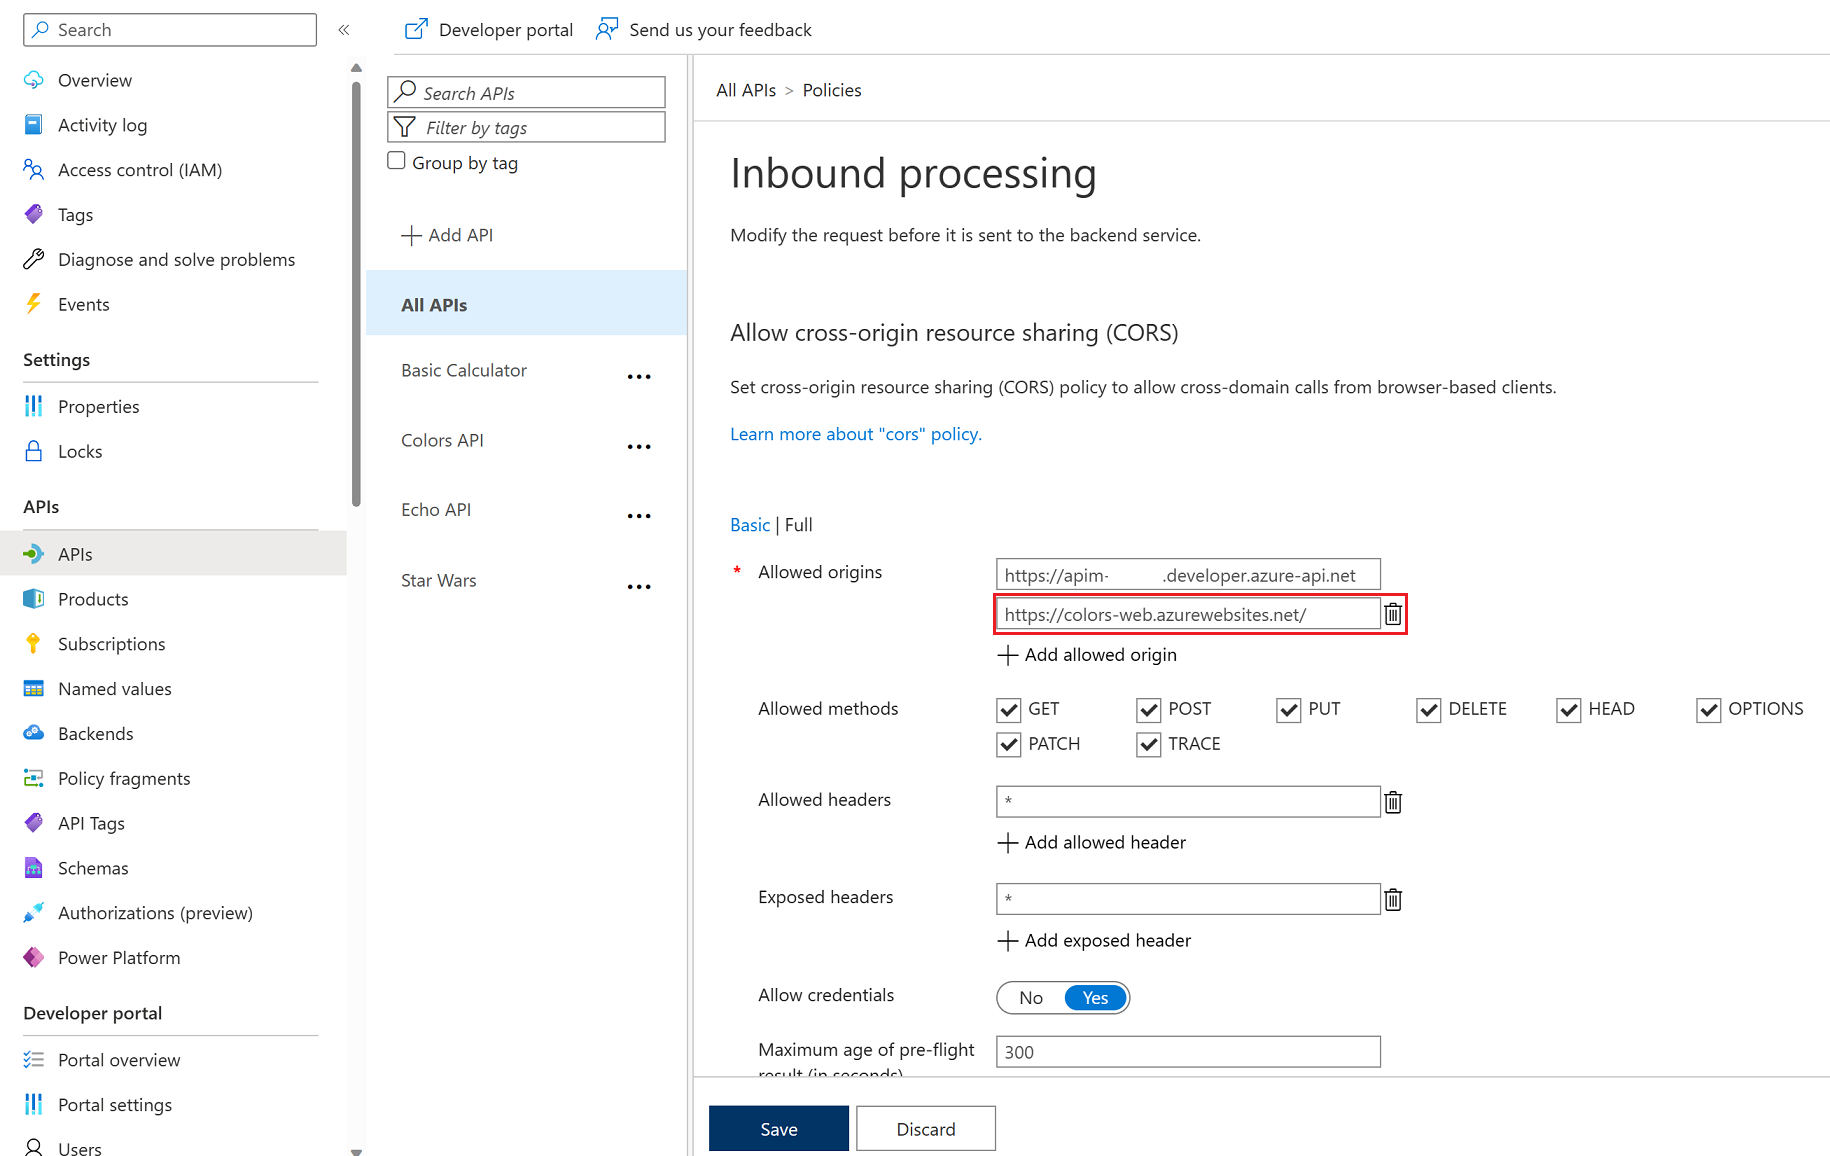 Search
«
Overview
Activity log
Access control (IAM)
Tags
Diagnose and solve problems
Events
Settings
Properties
Locks
APIs
APIs
Products
Subscriptions
Named values
Backends
Policy fragments
API Tags
Schemas
Authorizations (preview)
Power Platform
Developer portal
Portal overview
Portal settings
Users
Developer portal
Send us your feedback
Search APIs
Filter by tags
Group by tag
Add API
All APIs
Basic Calculator ...
Colors API ...
Echo API ...
Star Wars ...
All APIs > Policies
Inbound processing
Modify the request before it is sent to the backend service.
Allow cross-origin resource sharing (CORS)
Set cross-origin resource sharing (CORS) policy to allow cross-domain calls from browser-based clients.
Learn more about "cors" policy.
Basic | Full
* Allowed origins
https://apim- .developer.azure-api.net
https://colors-web.azurewebsites.net/
Add allowed origin
Allowed methods
GET POST PUT DELETE HEAD OPTIONS
PATCH TRACE
Allowed headers
*
Add allowed header
Exposed headers
*
Add exposed header
Allow credentials
No Yes
Maximum age of pre-flight
result (in seconds)
300
Save Discard